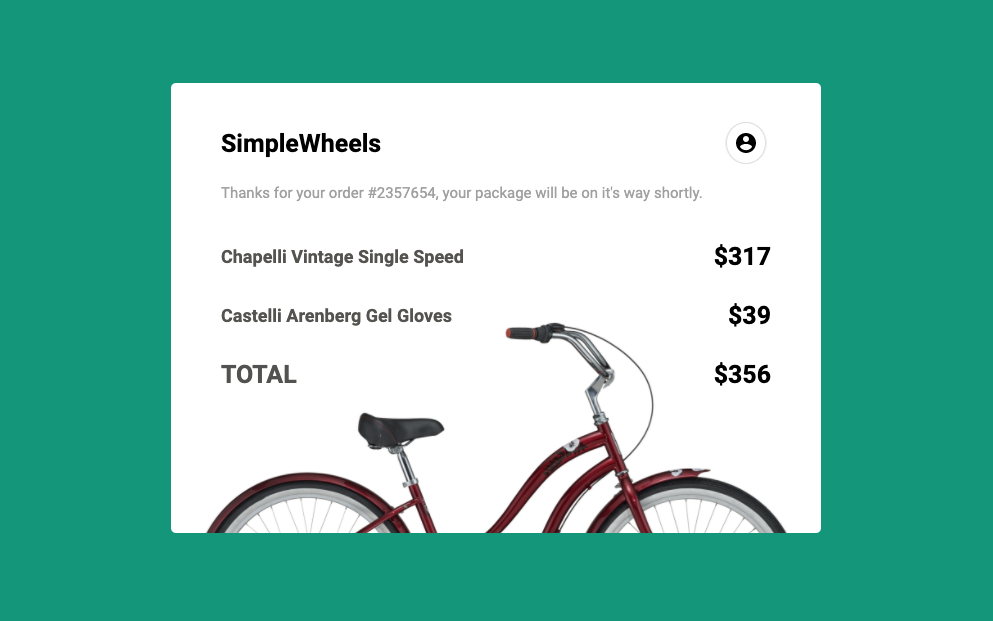 SimpleWheels
Thanks for your order #2357654, your package will be on it's way shortly.
Chapelli Vintage Single Speed $317
Castelli Arenberg Gel Gloves $39
TOTAL $356